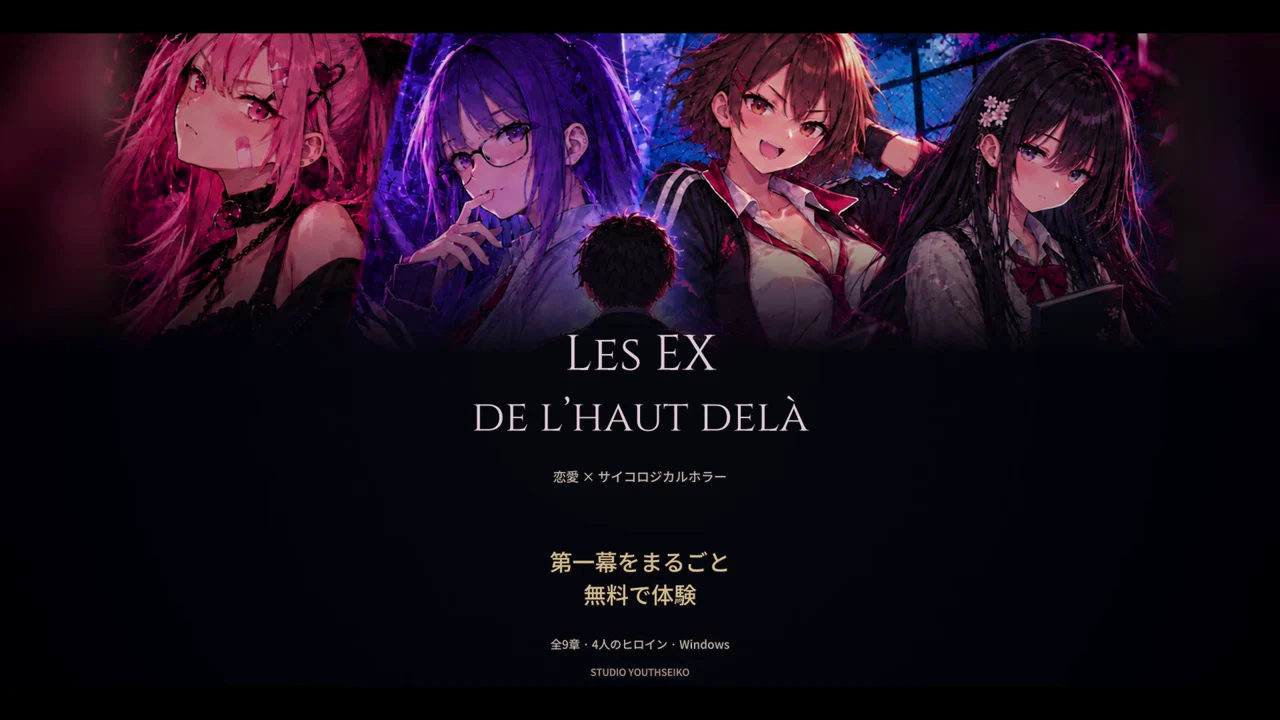 Les EX
de l’haut delà
恋愛 × サイコロジカルホラー
第一幕をまるごと
無料で体験
全9章 · 4人のヒロイン · Windows
STUDIO YOUTHSEIKO